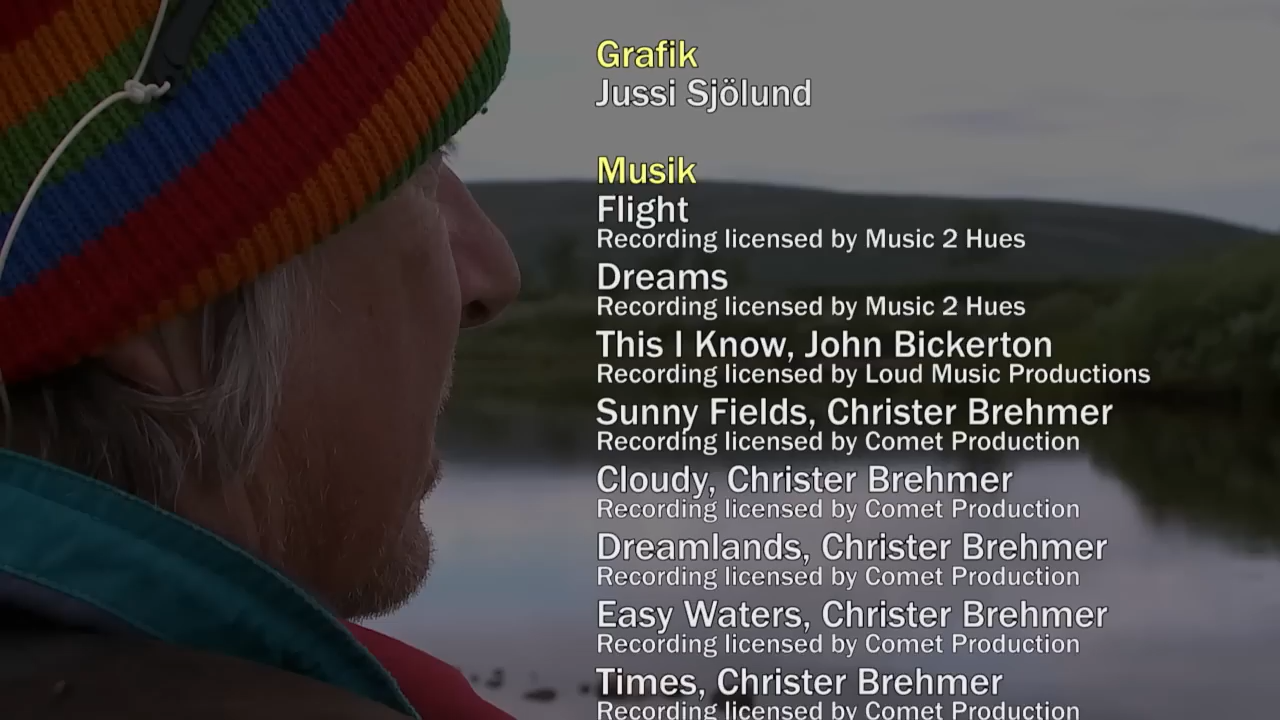 Grafik
Jussi Sjölund
Musik
Flight
Recording licensed by Music 2 Hues
Dreams
Recording licensed by Music 2 Hues
This I Know, John Bickerton
Recording licensed by Loud Music Productions
Sunny Fields, Christer Brehmer
Recording licensed by Comet Production
Cloudy, Christer Brehmer
Recording licensed by Comet Production
Dreamlands, Christer Brehmer
Recording licensed by Comet Production
Easy Waters, Christer Brehmer
Recording licensed by Comet Production
Times, Christer Brehmer
Recording licensed by Comet Production